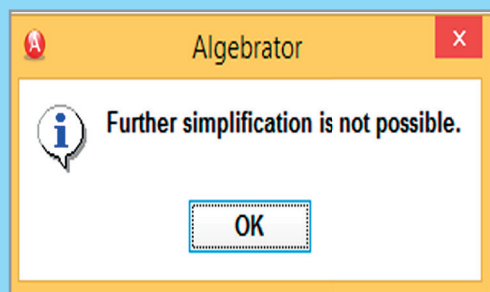 Algebrator
x
Further simplification is not possible.
OK